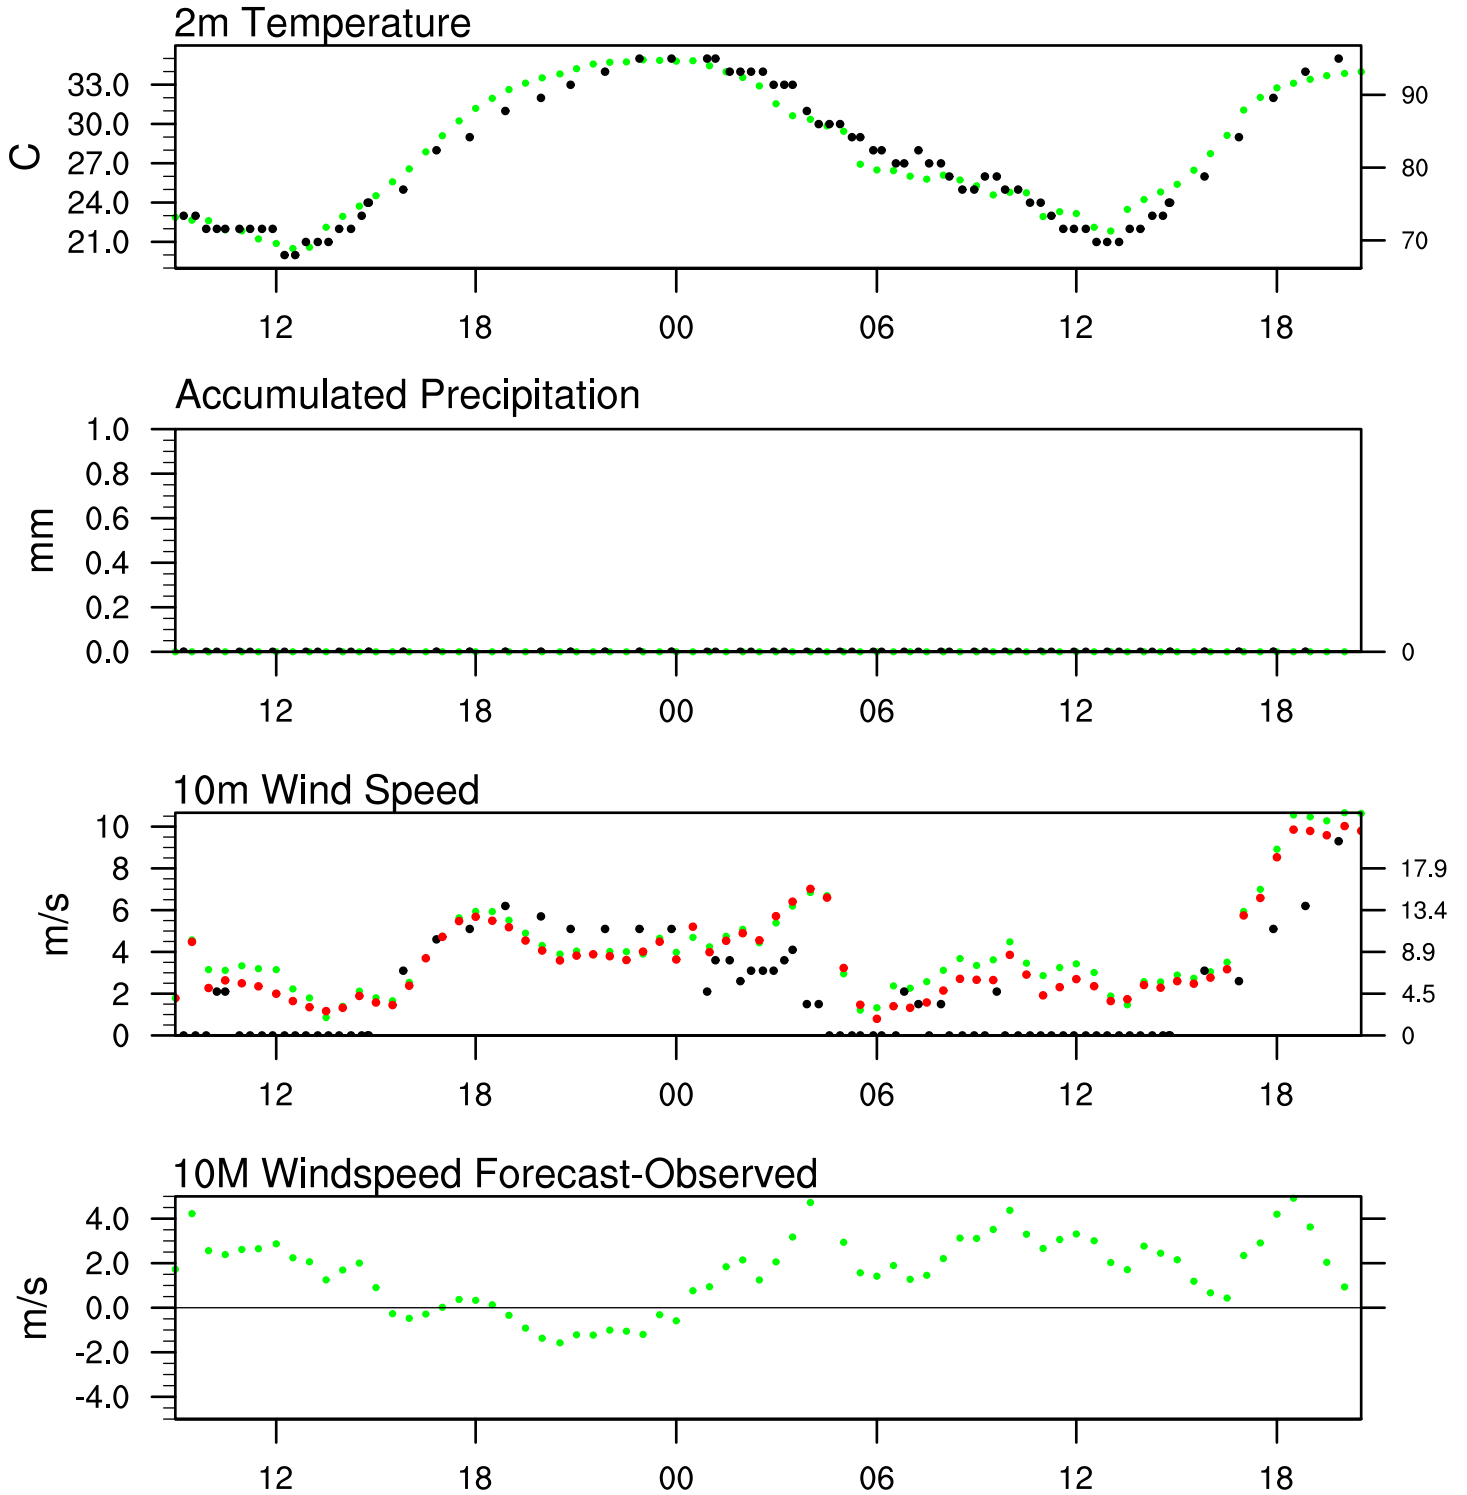 2m Temperature
C
33.0
30.0
27.0
24.0
21.0
90
80
70
12 18 00 06 12 18
Accumulated Precipitation
mm
1.0
0.8
0.6
0.4
0.2
0.0
0
12 18 00 06 12 18
10m Wind Speed
m/s
10
8
6
4
2
0
17.9
13.4
8.9
4.5
0
12 18 00 06 12 18
10M Windspeed Forecast-Observed
m/s
4.0
2.0
0.0
-2.0
-4.0
12 18 00 06 12 18